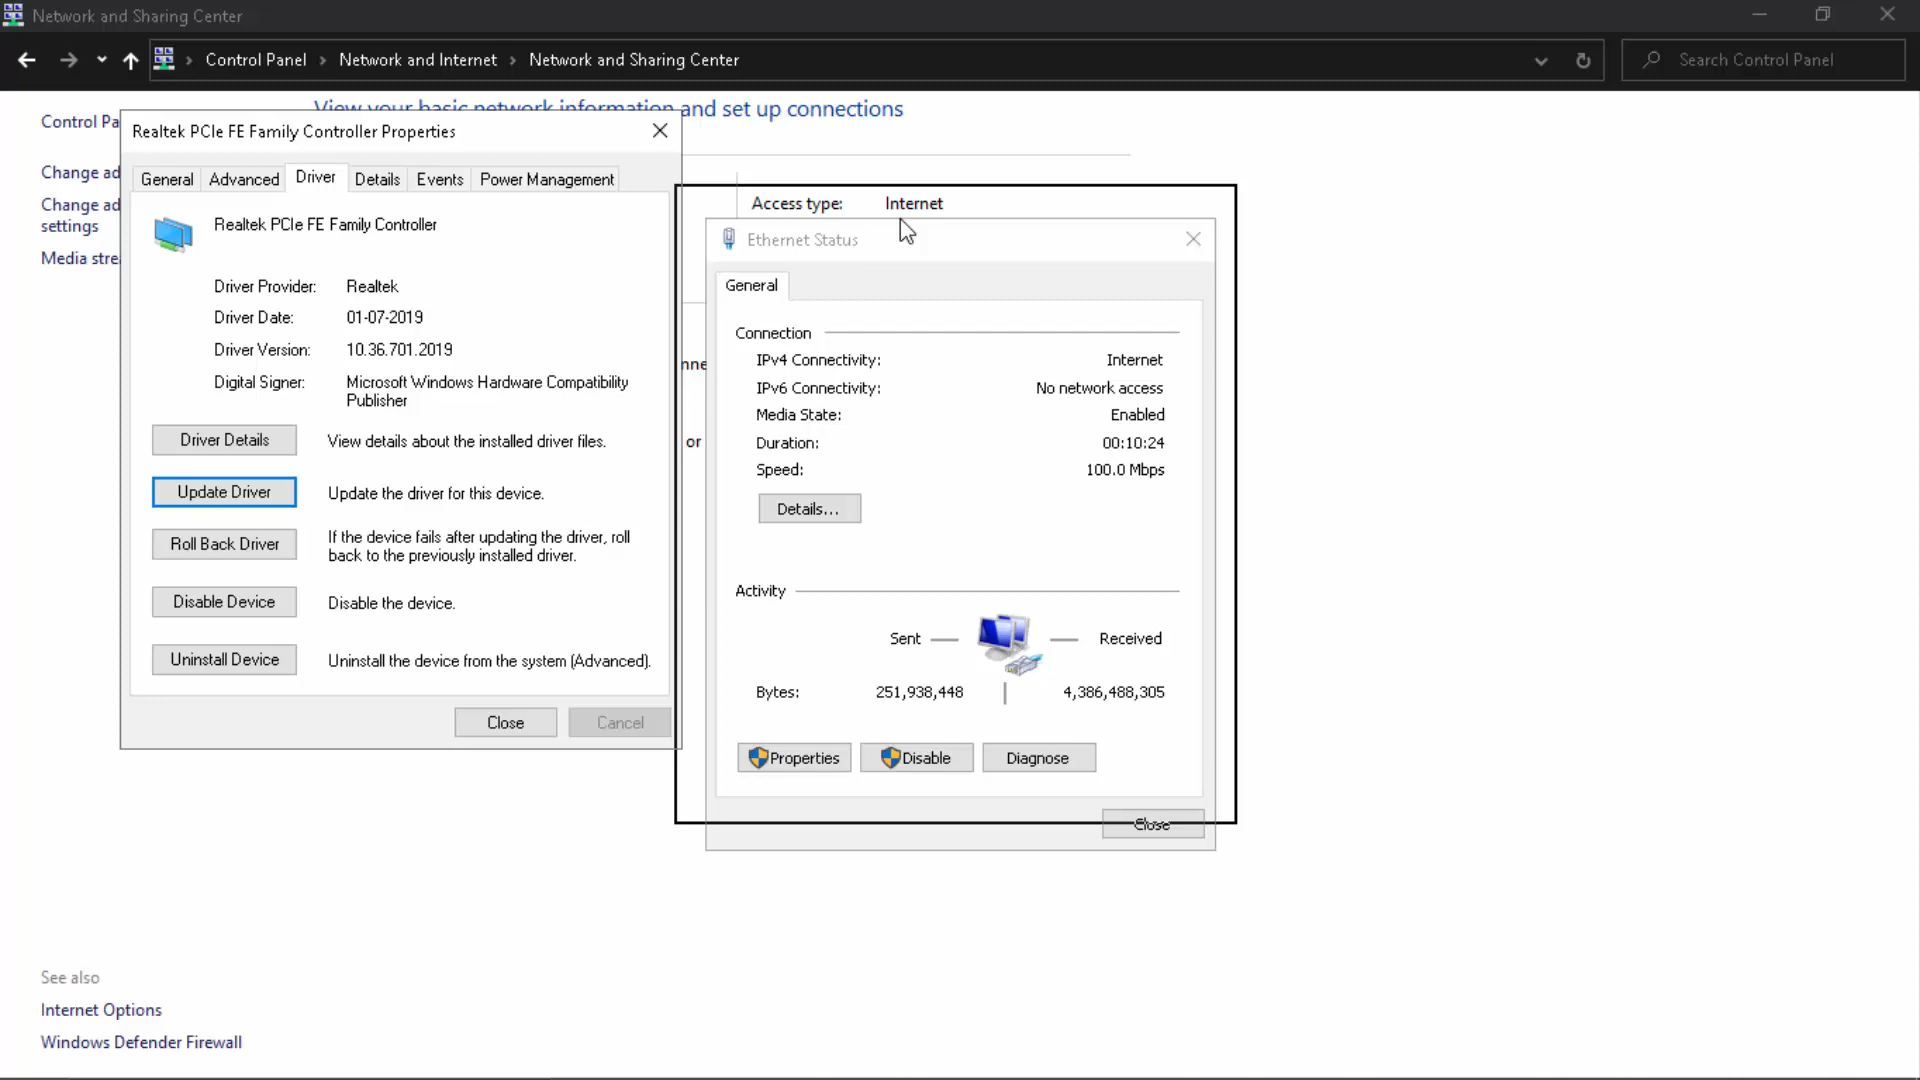 Network and Sharing Center
Control Panel
Network and Internet
Network and Sharing Center
Search Control Panel
View your basic network information and set up connections
Control Pa
Change ad
Change ad
settings
Media stre
Realtek PCIe FE Family Controller Properties
General
Advanced
Driver
Details
Events
Power Management
Realtek PCIe FE Family Controller
Driver Provider: Realtek
Driver Date: 01-07-2019
Driver Version: 10.36.701.2019
Digital Signer: Microsoft Windows Hardware Compatibility
Publisher
Driver Details View details about the installed driver files.
Update Driver Update the driver for this device.
Roll Back Driver If the device fails after updating the driver, roll
back to the previously installed driver.
Disable Device Disable the device.
Uninstall Device Uninstall the device from the system (Advanced).
Close
Cancel
Access type: Internet
nne
or
Ethernet Status
General
Connection
IPv4 Connectivity: Internet
IPv6 Connectivity: No network access
Media State: Enabled
Duration: 00:10:24
Speed: 100.0 Mbps
Details...
Activity
Sent Received
Bytes: 251,938,448 4,386,488,305
Properties
Disable
Diagnose
Close
See also
Internet Options
Windows Defender Firewall